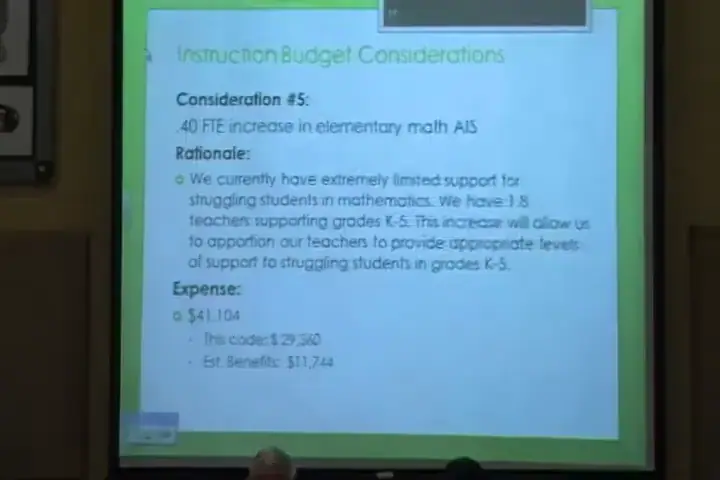 Instruction Budget Considerations
Consideration #5:
.40 FTE increase in elementary math AIS
Rationale:
We currently have extremely limited support for
struggling students in mathematics. We have 1.8
teachers supporting grades K-5. This increase will allow us
to apportion our teachers to provide appropriate levels
of support to struggling students in grades K-5.
Expense:
$41,104
This code: $29,360
Est. Benefits: $11,744